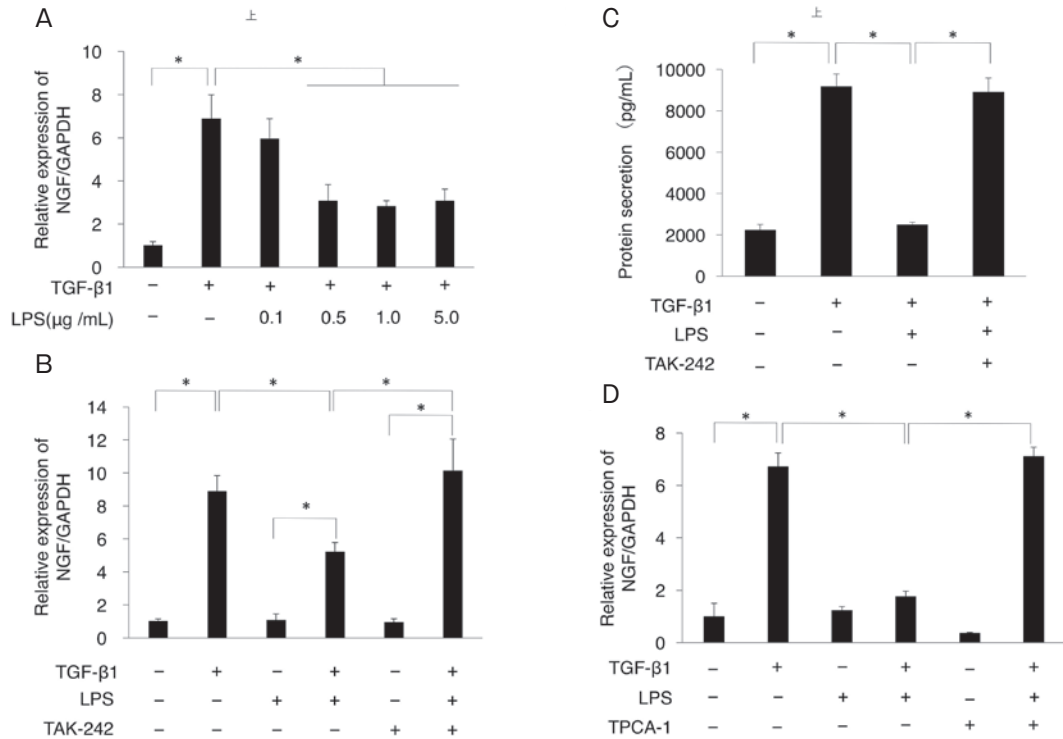 A
上
*
*
10
8
6
4
2
0
Relative expression of
NGF/GAPDH
TGF-β1 − + + + + +
LPS(μg /mL) − − 0.1 0.5 1.0 5.0
B
*
*
*
*
*
14
12
10
8
6
4
2
0
Relative expression of
NGF/GAPDH
TGF-β1 − + − + − +
LPS − − + + − +
TAK-242 − − − − + +
C
上
*
*
*
10000
8000
6000
4000
2000
0
Protein secretion (pg/mL)
TGF-β1 − + + +
LPS − − + +
TAK-242 − − − +
D
*
*
*
8
6
4
2
0
Relative expression of
NGF/GAPDH
TGF-β1 − + − + − +
LPS − − + + − +
TPCA-1 − − − − + +